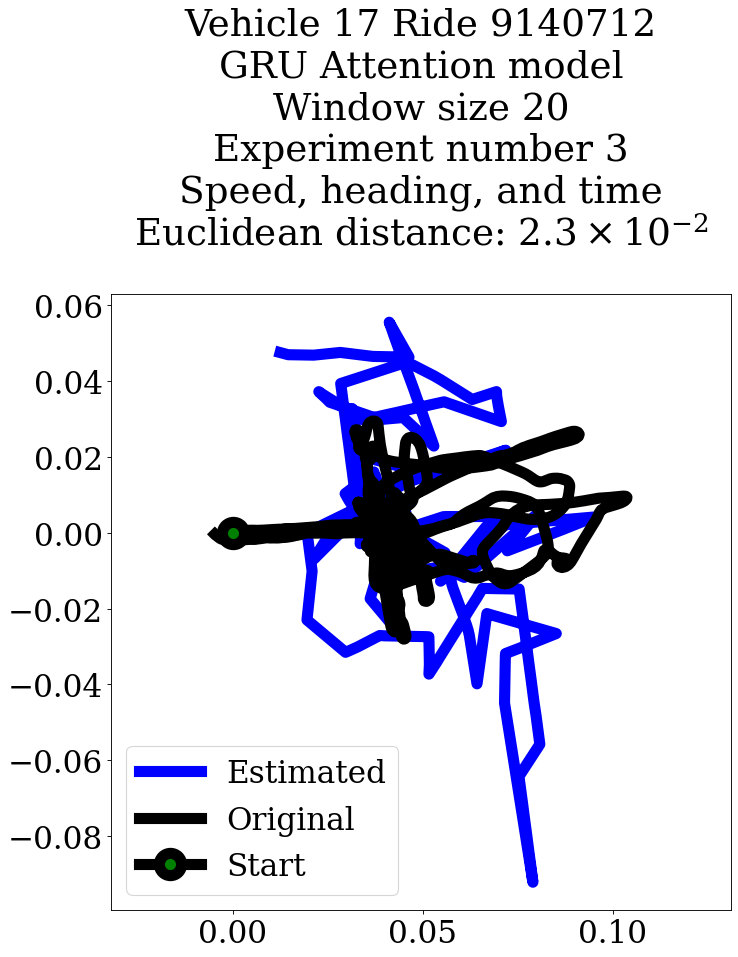 Vehicle 17 Ride 9140712
GRU Attention model
Window size 20
Experiment number 3
Speed, heading, and time
Euclidean distance: 2.3 × 10⁻²
0.06
0.04
0.02
0.00
−0.02
−0.04
−0.06
−0.08
Estimated
Original
Start
0.00 0.05 0.10